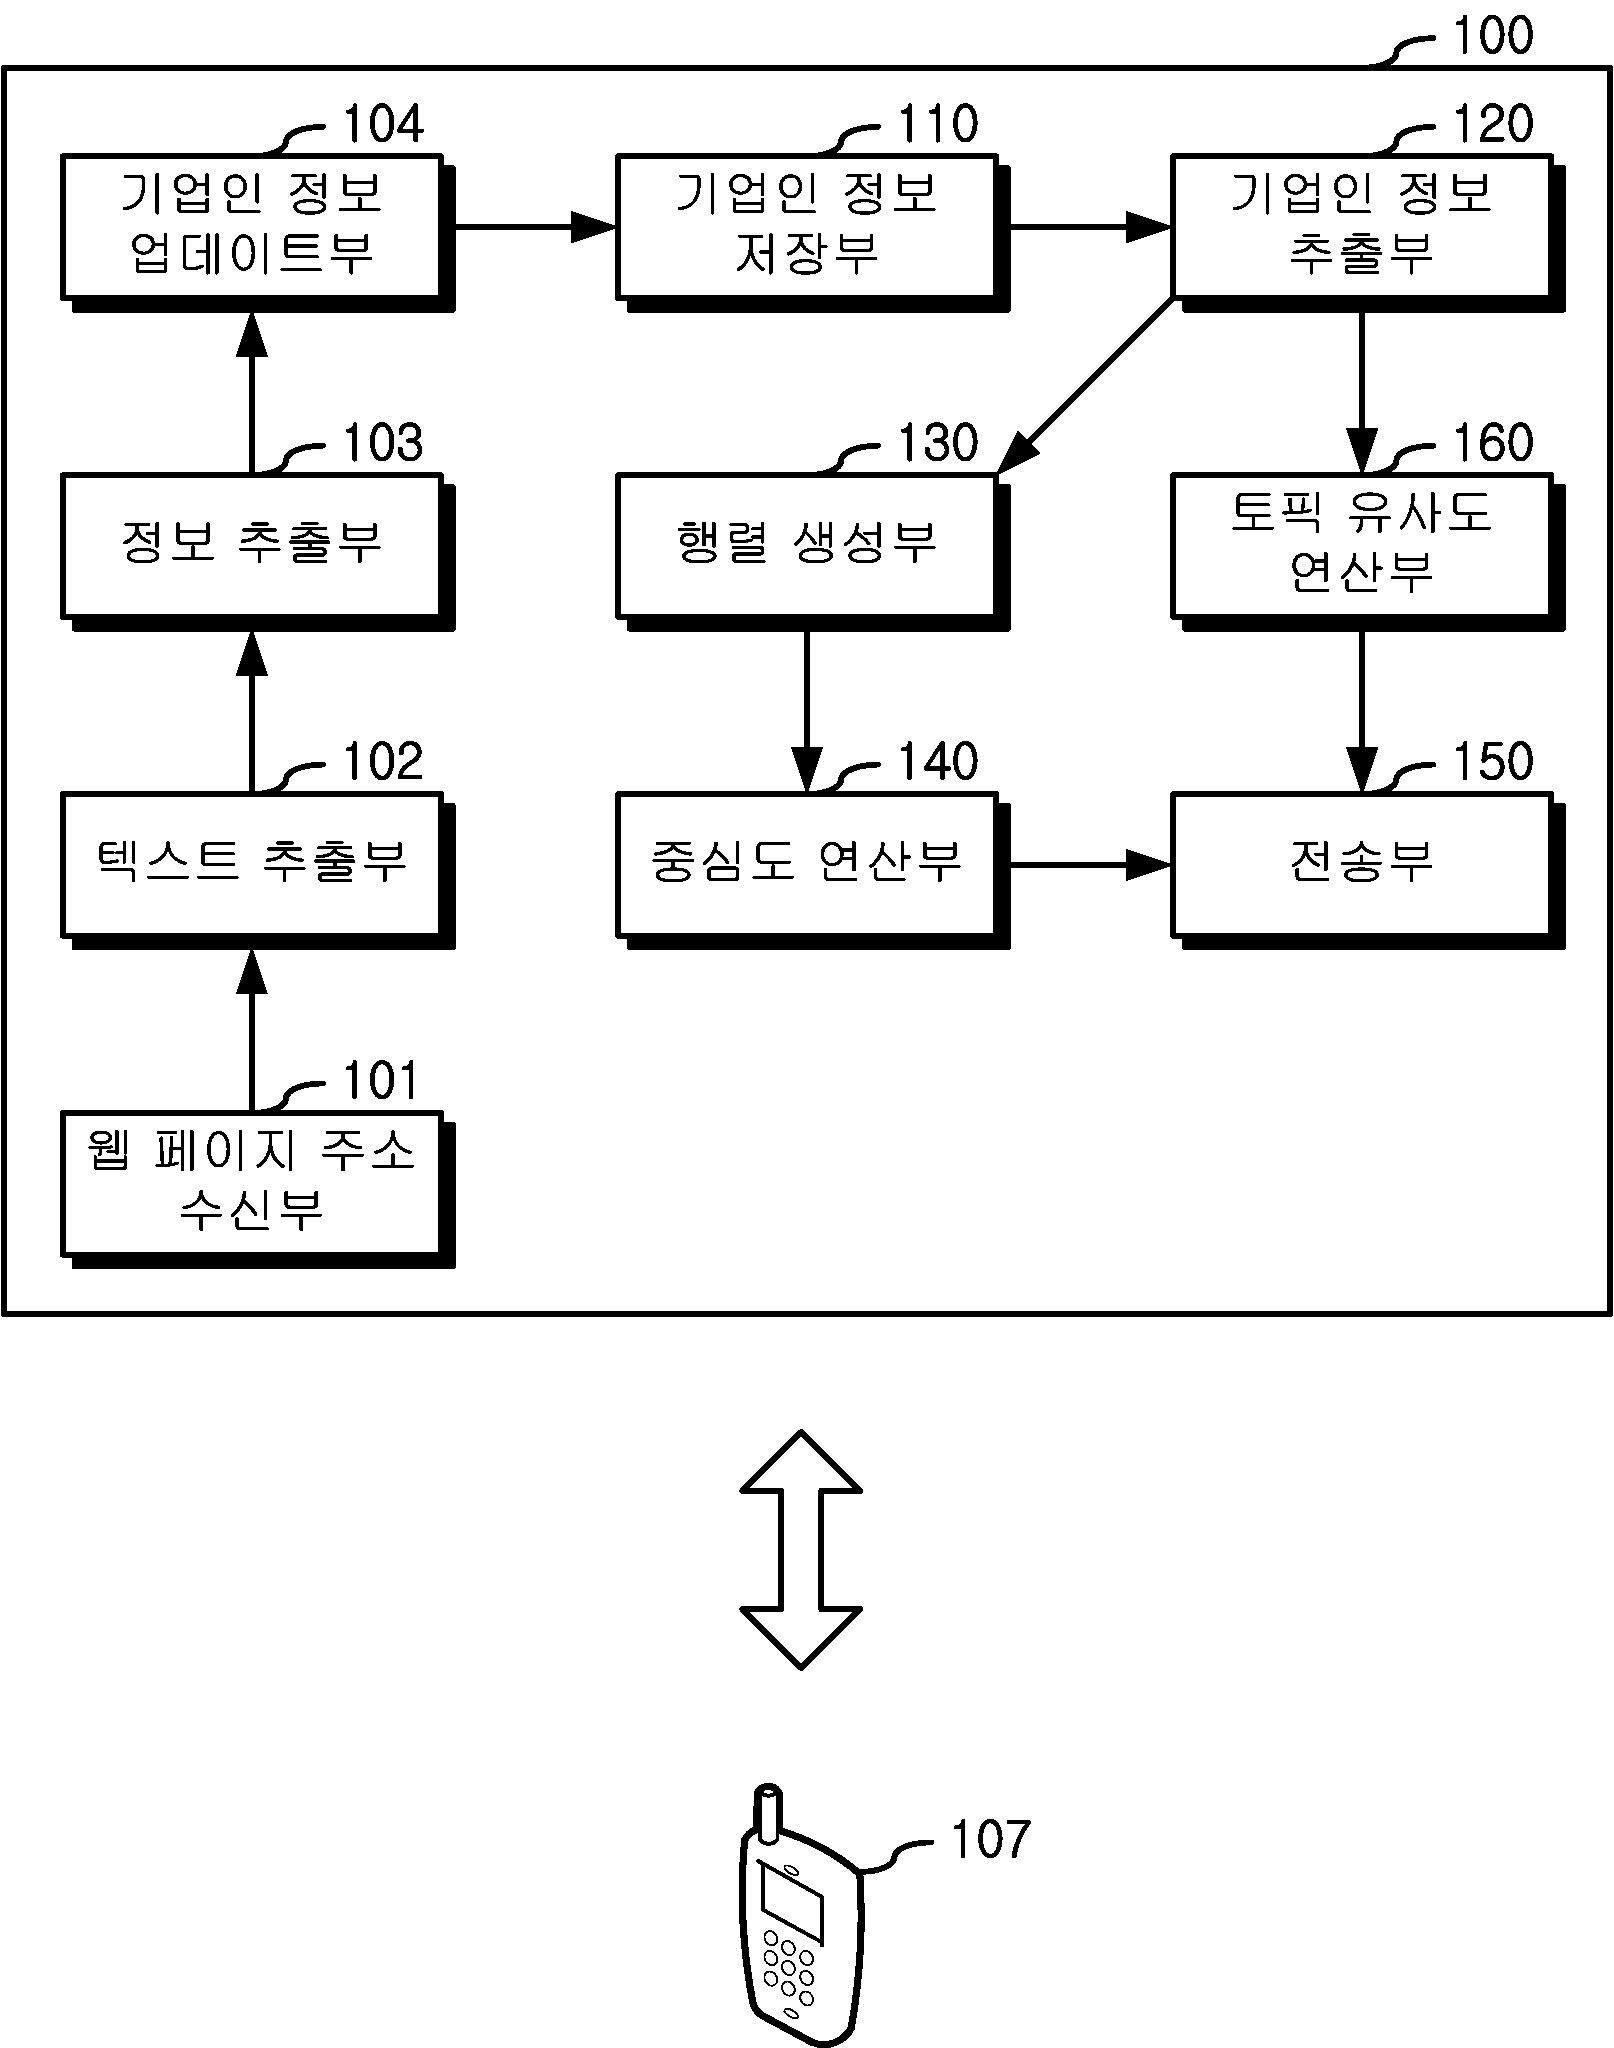 100
104
기업인 정보
업데이트부
110
기업인 정보
저장부
120
기업인 정보
추출부
103
정보 추출부
130
행렬 생성부
160
토픽 유사도
연산부
102
텍스트 추출부
140
중심도 연산부
150
전송부
101
웹 페이지 주소
수신부
107